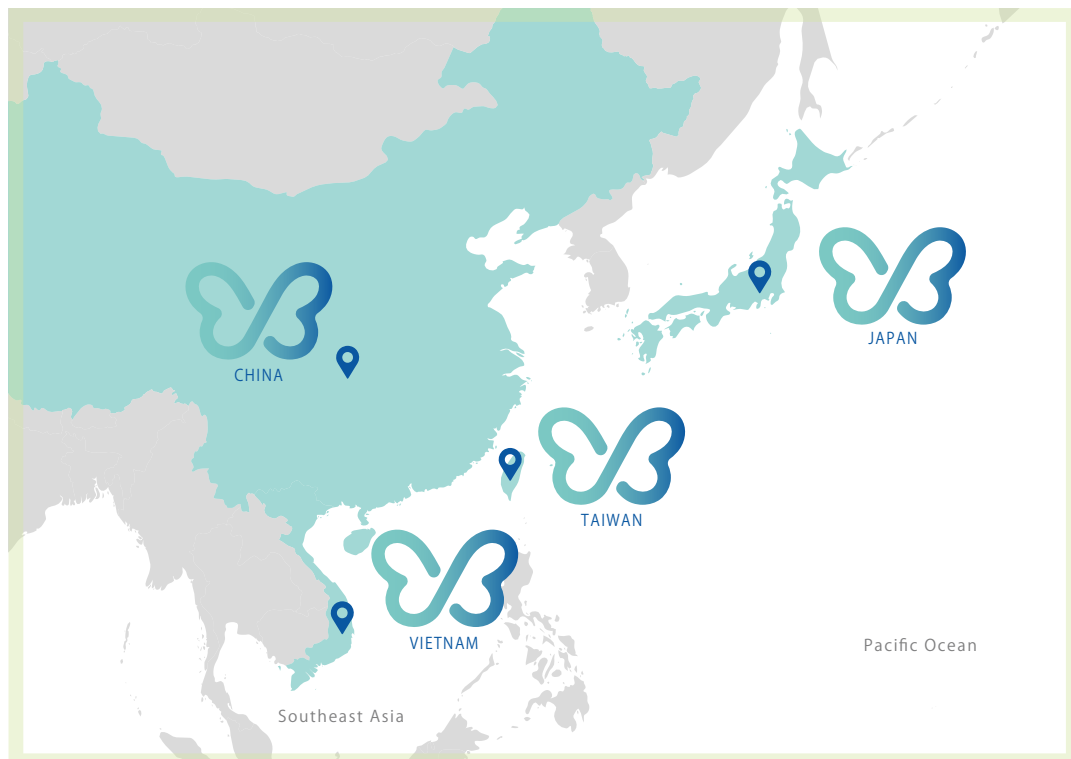 JAPAN
CHINA
TAIWAN
VIETNAM
Pacific Ocean
Southeast Asia